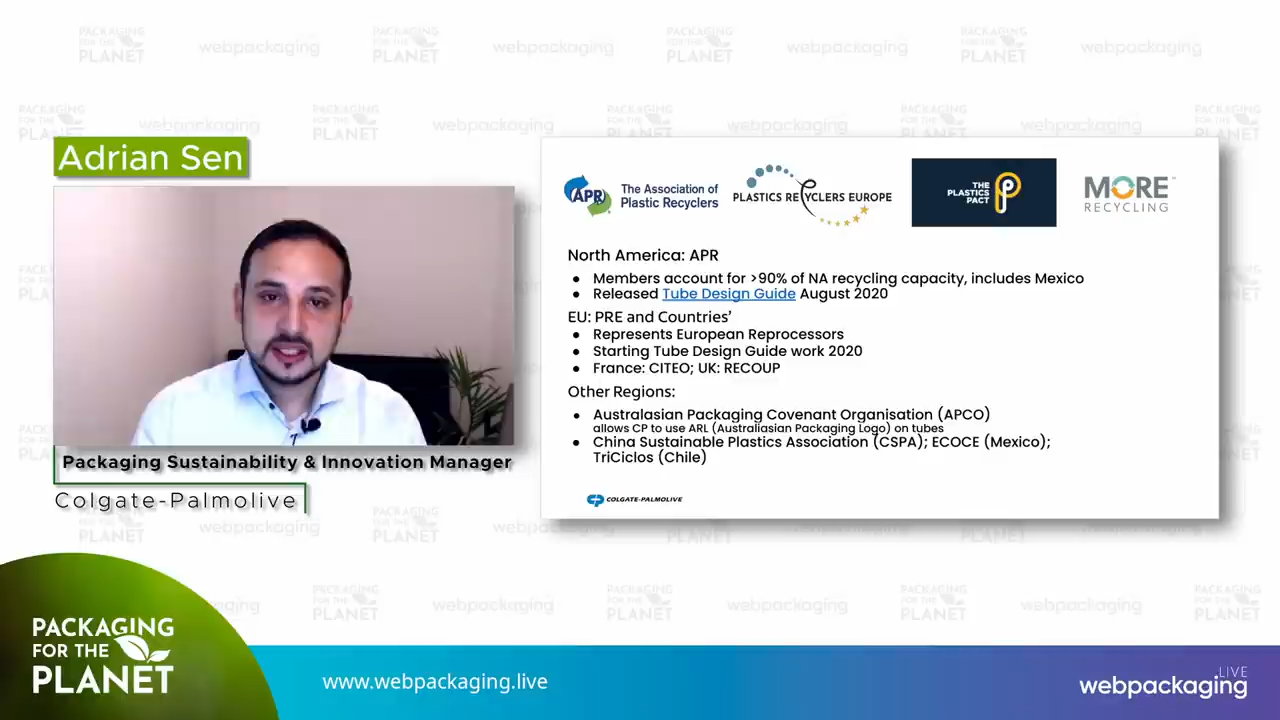 Adrian Sen
Packaging Sustainability & Innovation Manager
Colgate-Palmolive
APR
The Association of
Plastic Recyclers
PLASTICS RECYCLERS EUROPE
THE
PLASTICS
PACT
MORE
RECYCLING
North America: APR
• Members account for >90% of NA recycling capacity, includes Mexico
• Released Tube Design Guide August 2020
EU: PRE and Countries’
• Represents European Reprocessors
• Starting Tube Design Guide work 2020
• France: CITEO; UK: RECOUP
Other Regions:
• Australasian Packaging Covenant Organisation (APCO)
allows CP to use ARL (Australiasian Packaging Logo) on tubes
• China Sustainable Plastics Association (CSPA); ECOCE (Mexico);
TriCiclos (Chile)
CP COLGATE-PALMOLIVE
PACKAGING
FOR THE
PLANET
www.webpackaging.live
LIVE
webpackaging